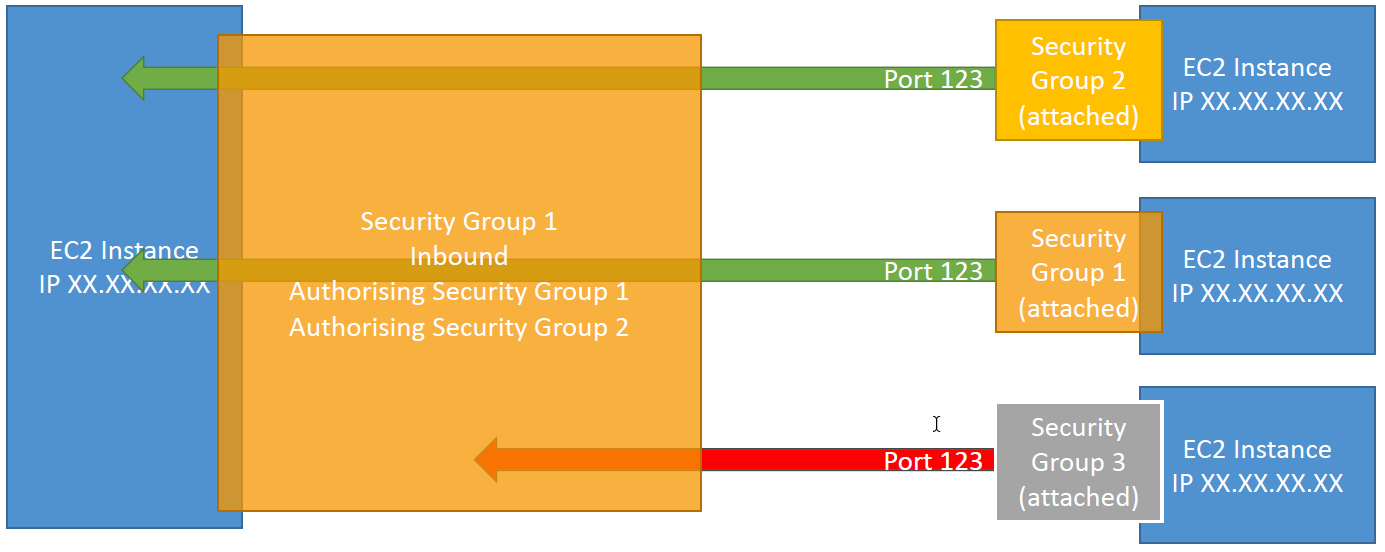 Port 123
Security
Group 2
(attached)
EC2 Instance
IP XX.XX.XX.XX
EC2 Instance
IP XX.XX.XX.XX
Security Group 1
Inbound
Authorising Security Group 1
Authorising Security Group 2
Port 123
Security
Group 1
(attached)
EC2 Instance
IP XX.XX.XX.XX
Port 123
Security
Group 3
(attached)
EC2 Instance
IP XX.XX.XX.XX